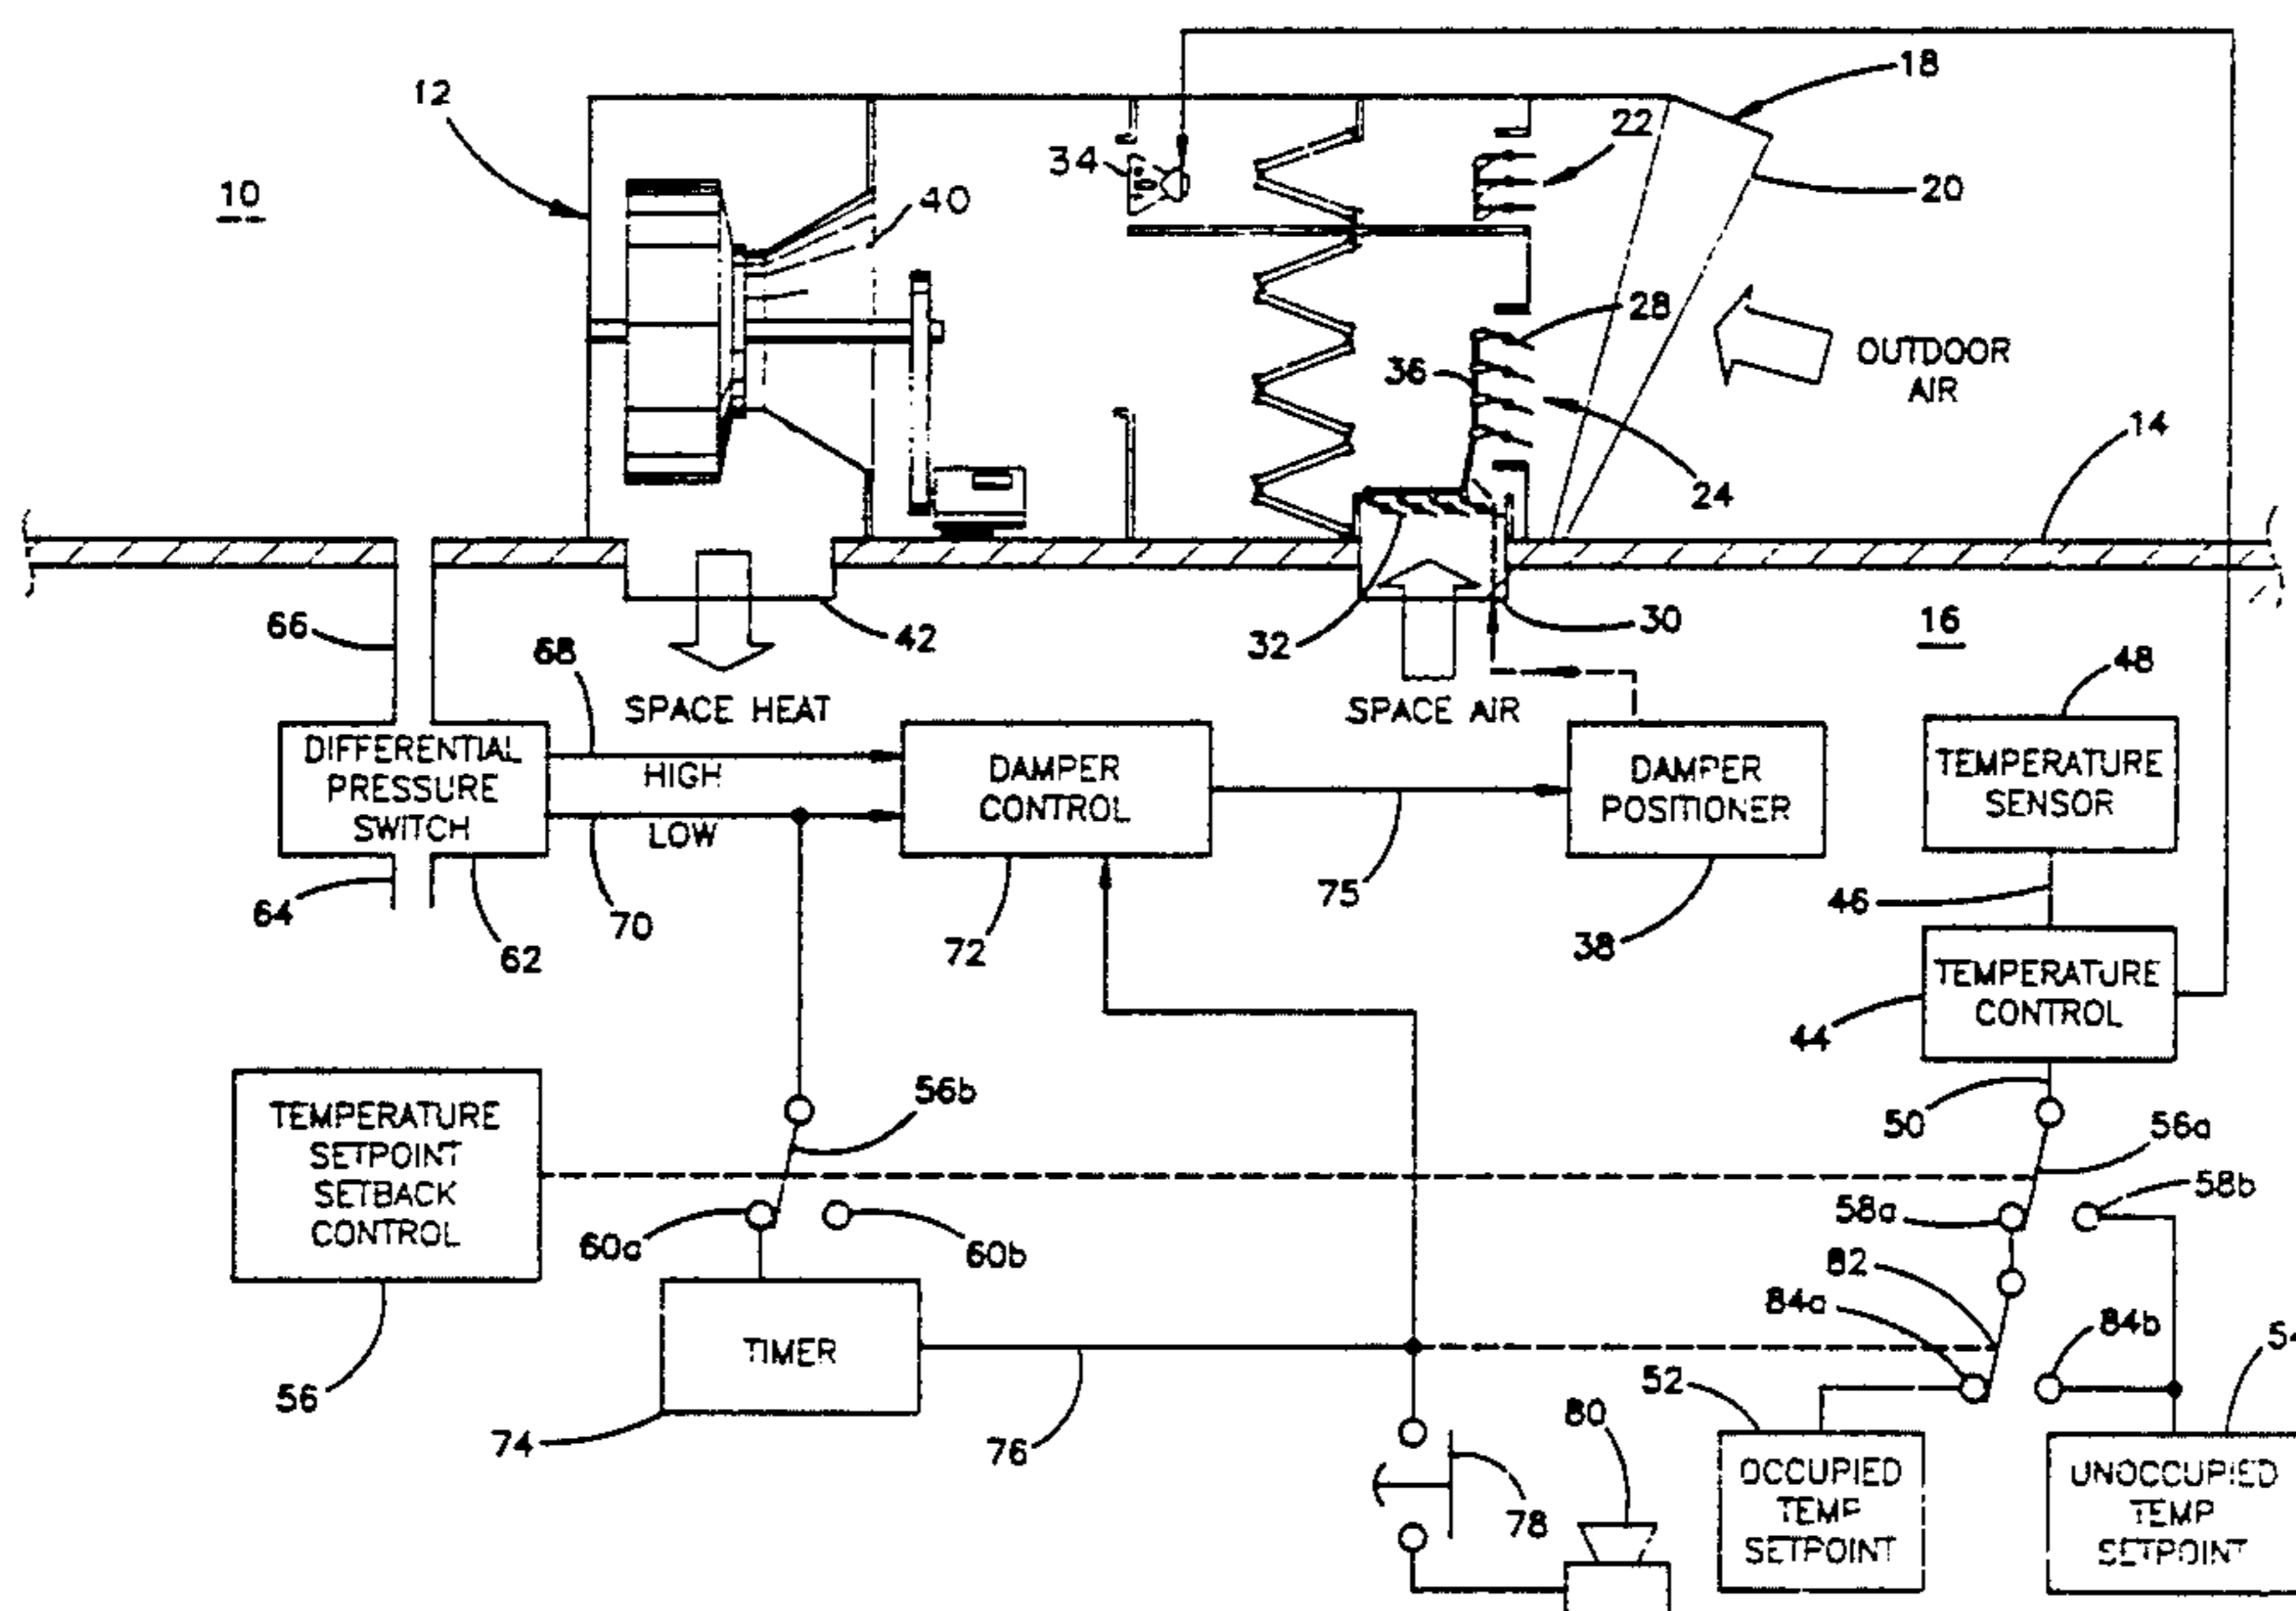 12
18
22
34
10
40
20
28
OUTDOOR
AIR
36
14
24
66
42
32
30
16
68
48
SPACE HEAT
SPACE AIR
DIFFERENTIAL
PRESSURE
SWITCH
HIGH
LOW
DAMPER
CONTROL
DAMPER
POSITIONER
TEMPERATURE
SENSOR
64
70
62
72
75
38
46
TEMPERATURE
CONTROL
44
TEMPERATURE
SETPOINT
SETBACK
CONTROL
56b
50
56a
58a
58b
60a
60b
82
84a
84b
TIMER
56
74
76
52
54
80
78
OCCUPIED
TEMP
SETPOINT
UNOCCUPIED
TEMP
SETPOINT